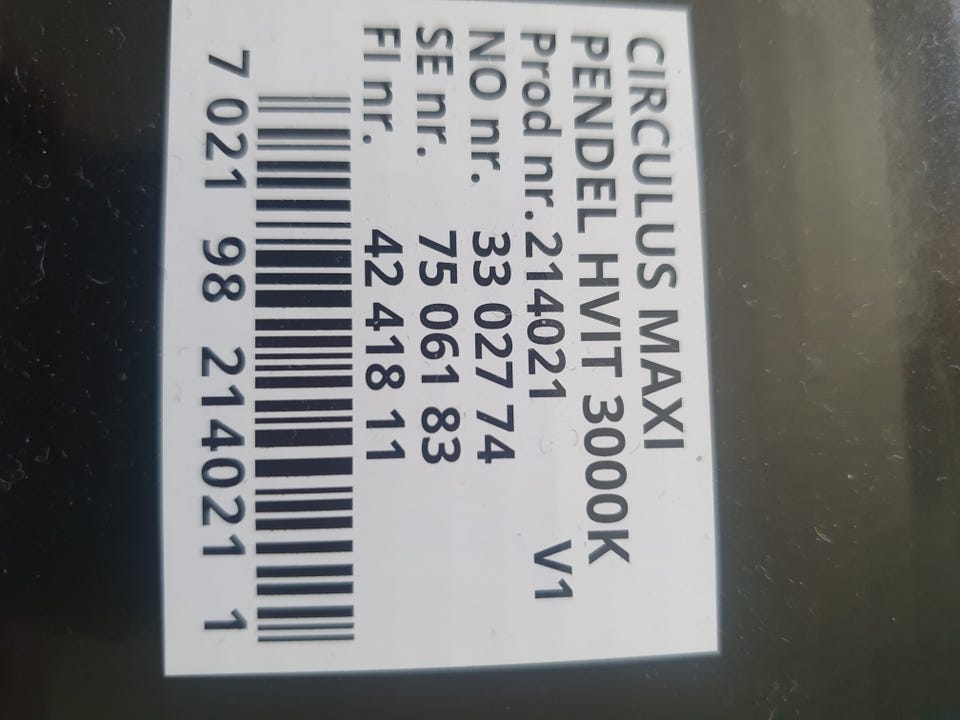 CIRCULUS MAXI
PENDEL HVIT 3000K
Prod nr. 214021 V1
NO nr. 33 027 74
SE nr. 75 061 83
FI nr. 42 418 11
7 021 98 214021 1